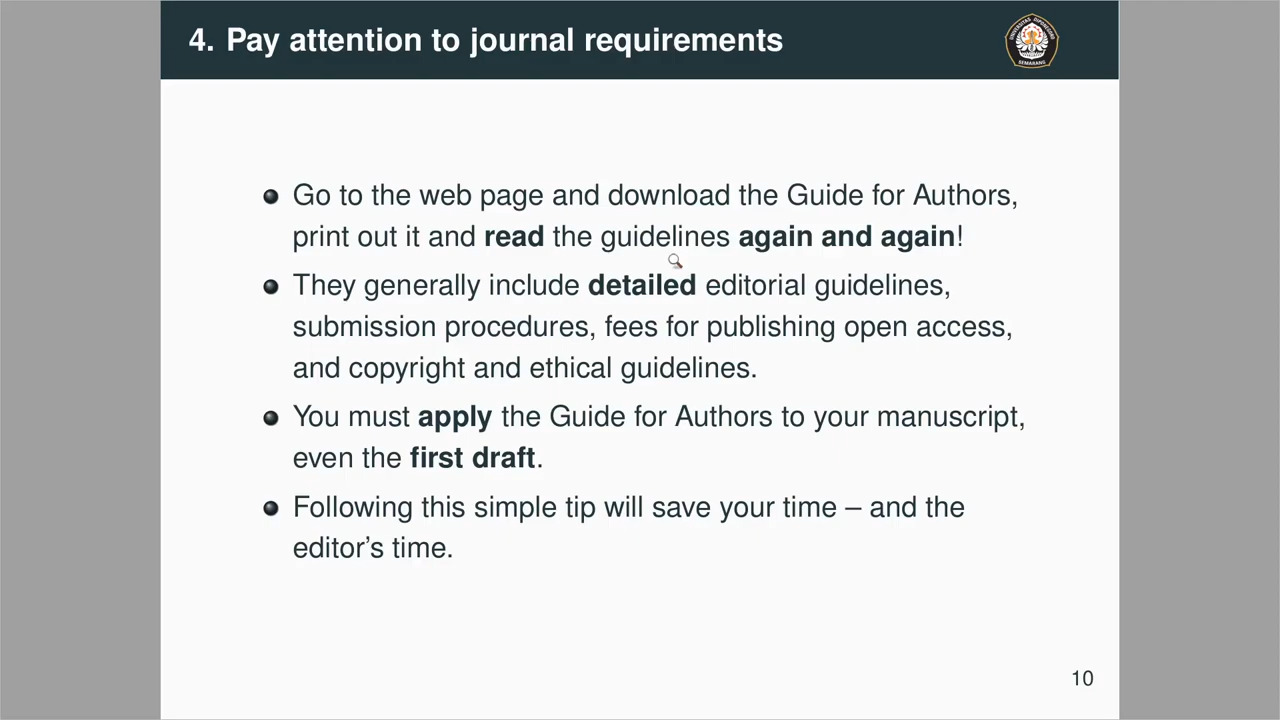 4. Pay attention to journal requirements
UNIVERSITAS DIPONEGORO
SEMARANG
Go to the web page and download the Guide for Authors,
print out it and read the guidelines again and again!
They generally include detailed editorial guidelines,
submission procedures, fees for publishing open access,
and copyright and ethical guidelines.
You must apply the Guide for Authors to your manuscript,
even the first draft.
Following this simple tip will save your time – and the
editor's time.
10